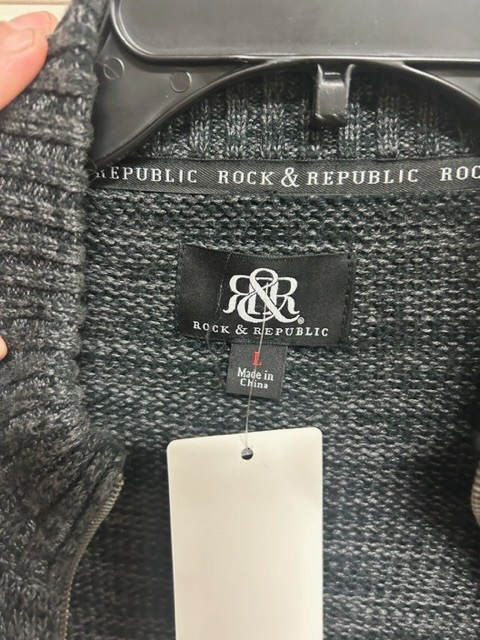 REPUBLIC ROCK & REPUBLIC ROC
R&R®
ROCK & REPUBLIC
L
Made in
China